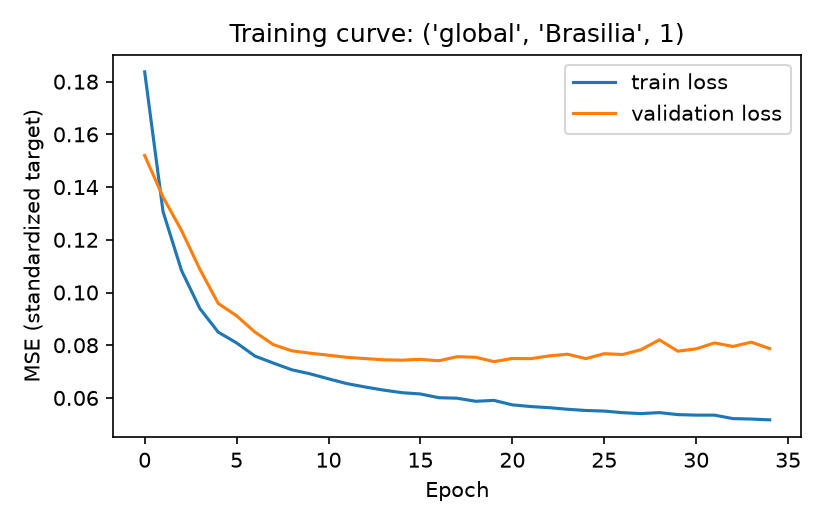 Training curve: ('global', 'Brasilia', 1)
train loss
validation loss
MSE (standardized target)
0.18
0.16
0.14
0.12
0.10
0.08
0.06
0 5 10 15 20 25 30 35
Epoch